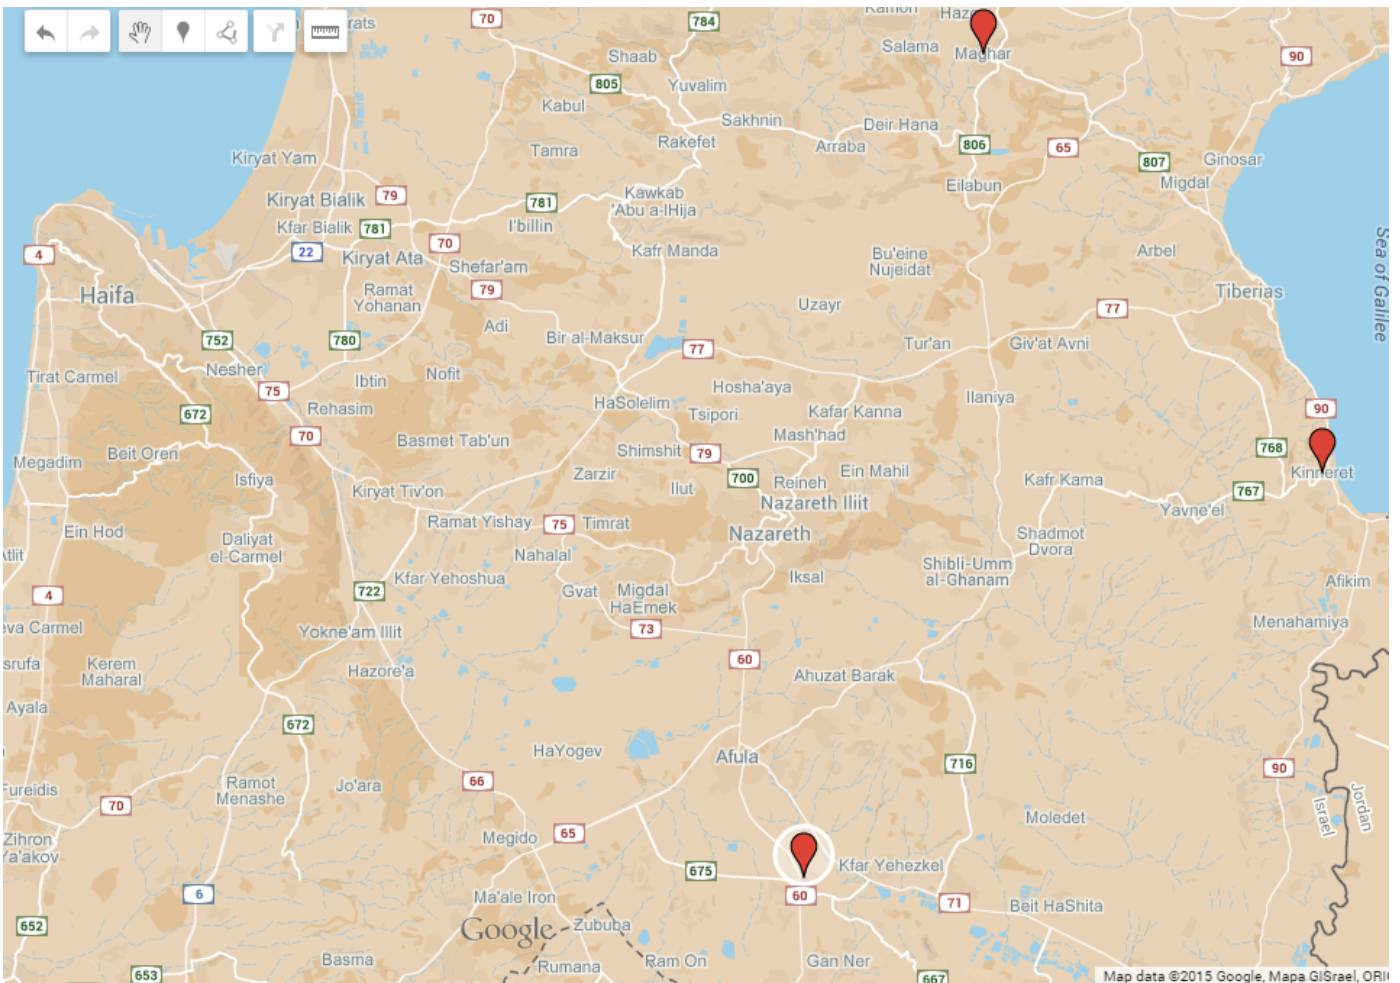 70
784
Hazo
90
Salama
Maghar
Shaab
805
Yuvalim
Kabul
Sakhnin
Deir Hana
Rakefet
Arraba
806
65
Tamra
807
Ginosar
Kiryat Yam
Migdal
Eilabun
Kiryat Bialik
79
Kawkab
'Abu a-lHija
781
I'billin
Kfar Bialik
781
4
22
70
Kafr Manda
Bu'eine
Nujeidat
Arbel
Sea of Galilee
Kiryat Ata
Shefar'am
Haifa
Ramat
Yohanan
79
Uzayr
Tiberias
77
Adi
752
780
Bir al-Maksur
77
Tur'an
Giv'at Avni
Tirat Carmel
Nesher
Ibtin
Nofit
75
Hosha'aya
Ilaniya
672
Rehasim
HaSolelim
Tsipori
Kafar Kanna
90
70
Basmet Tab'un
Mash'had
768
Megadim
Beit Oren
Shimshit
79
Isfiya
Zarzir
700
Reineh
Ein Mahil
Kafr Kama
Kinneret
767
Kiryat Tiv'on
Ilut
Nazareth Iliit
Yavne'el
Ein Hod
Ramat Yishay
75
Timrat
Nazareth
Shadmot
Dvora
Daliyat
el-Carmel
Atlit
Nahalal
Shibli-Umm
al-Ghanam
4
722
Kfar Yehoshua
Gvat
Migdal
HaEmek
Iksal
Afikim
eva Carmel
Yokne'am Illit
73
Menahamiya
srufa
Kerem
Maharal
Hazore'a
60
Ahuzat Barak
Ayala
672
HaYogev
Afula
716
90
Fureidis
70
Ramot
Menashe
Jo'ara
66
Israel
Jordan
Moledet
Zihron
Ya'akov
Megido
65
675
Kfar Yehezkel
6
Ma'ale Iron
60
71
Beit HaShita
652
Google
Zububa
653
Basma
Rumana
Ram On
Gan Ner
667
Map data ©2015 Google, Mapa GISrael, ORI